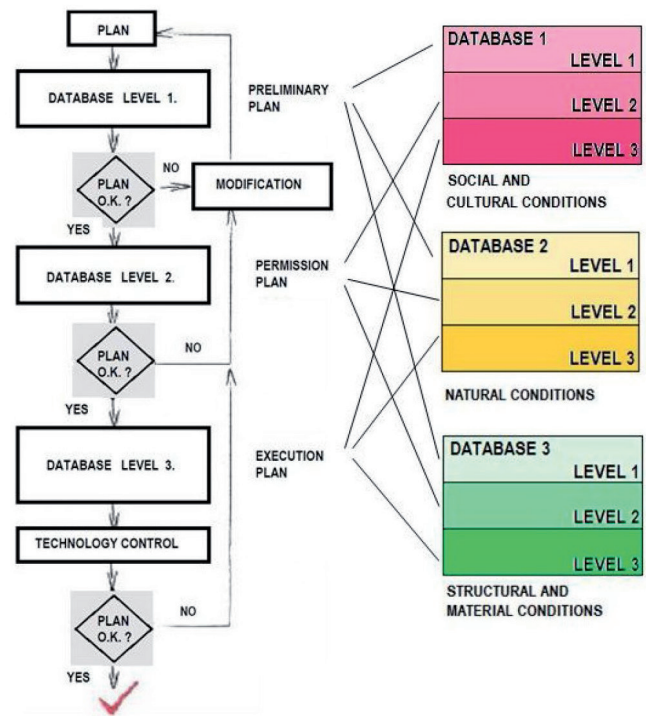 PLAN
DATABASE LEVEL 1.
PLAN
O.K. ?
NO
MODIFICATION
YES
DATABASE LEVEL 2.
PLAN
O.K. ?
NO
YES
DATABASE LEVEL 3.
TECHNOLOGY CONTROL
PLAN
O.K. ?
NO
YES
PRELIMINARY
PLAN
PERMISSION
PLAN
EXECUTION
PLAN
DATABASE 1
LEVEL 1
LEVEL 2
LEVEL 3
SOCIAL AND
CULTURAL CONDITIONS
DATABASE 2
LEVEL 1
LEVEL 2
LEVEL 3
NATURAL CONDITIONS
DATABASE 3
LEVEL 1
LEVEL 2
LEVEL 3
STRUCTURAL AND
MATERIAL CONDITIONS